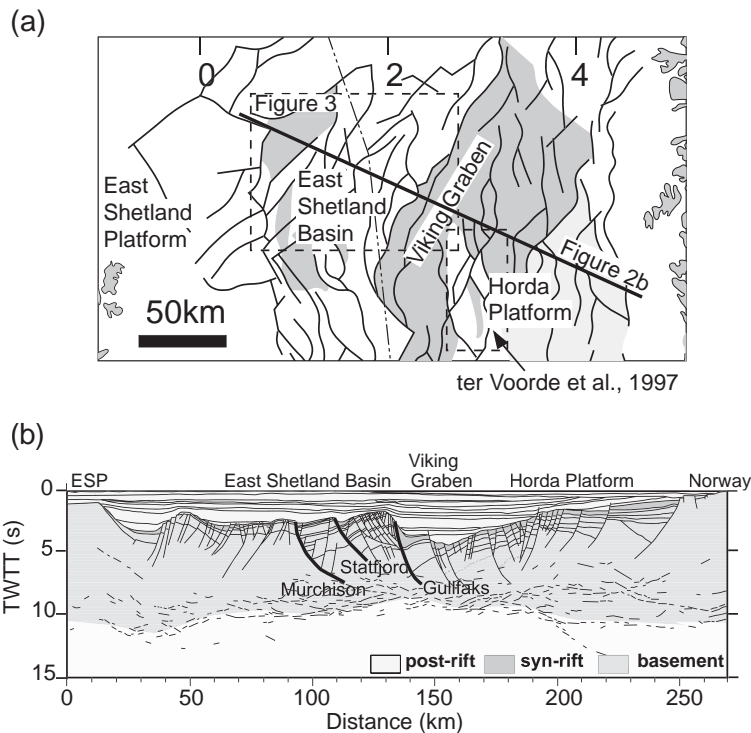 (a)
0 2 4
Figure 3
East
Shetland
Platform
East
Shetland
Basin
Viking Graben
Figure 2b
Horda
Platform
50km
ter Voorde et al., 1997
(b)
ESP East Shetland Basin Viking Graben Horda Platform Norway
TWTT (s)
0
5
10
15
Murchison
Statfjord
Gullfaks
post-rift syn-rift basement
0 50 100 150 200 250
Distance (km)